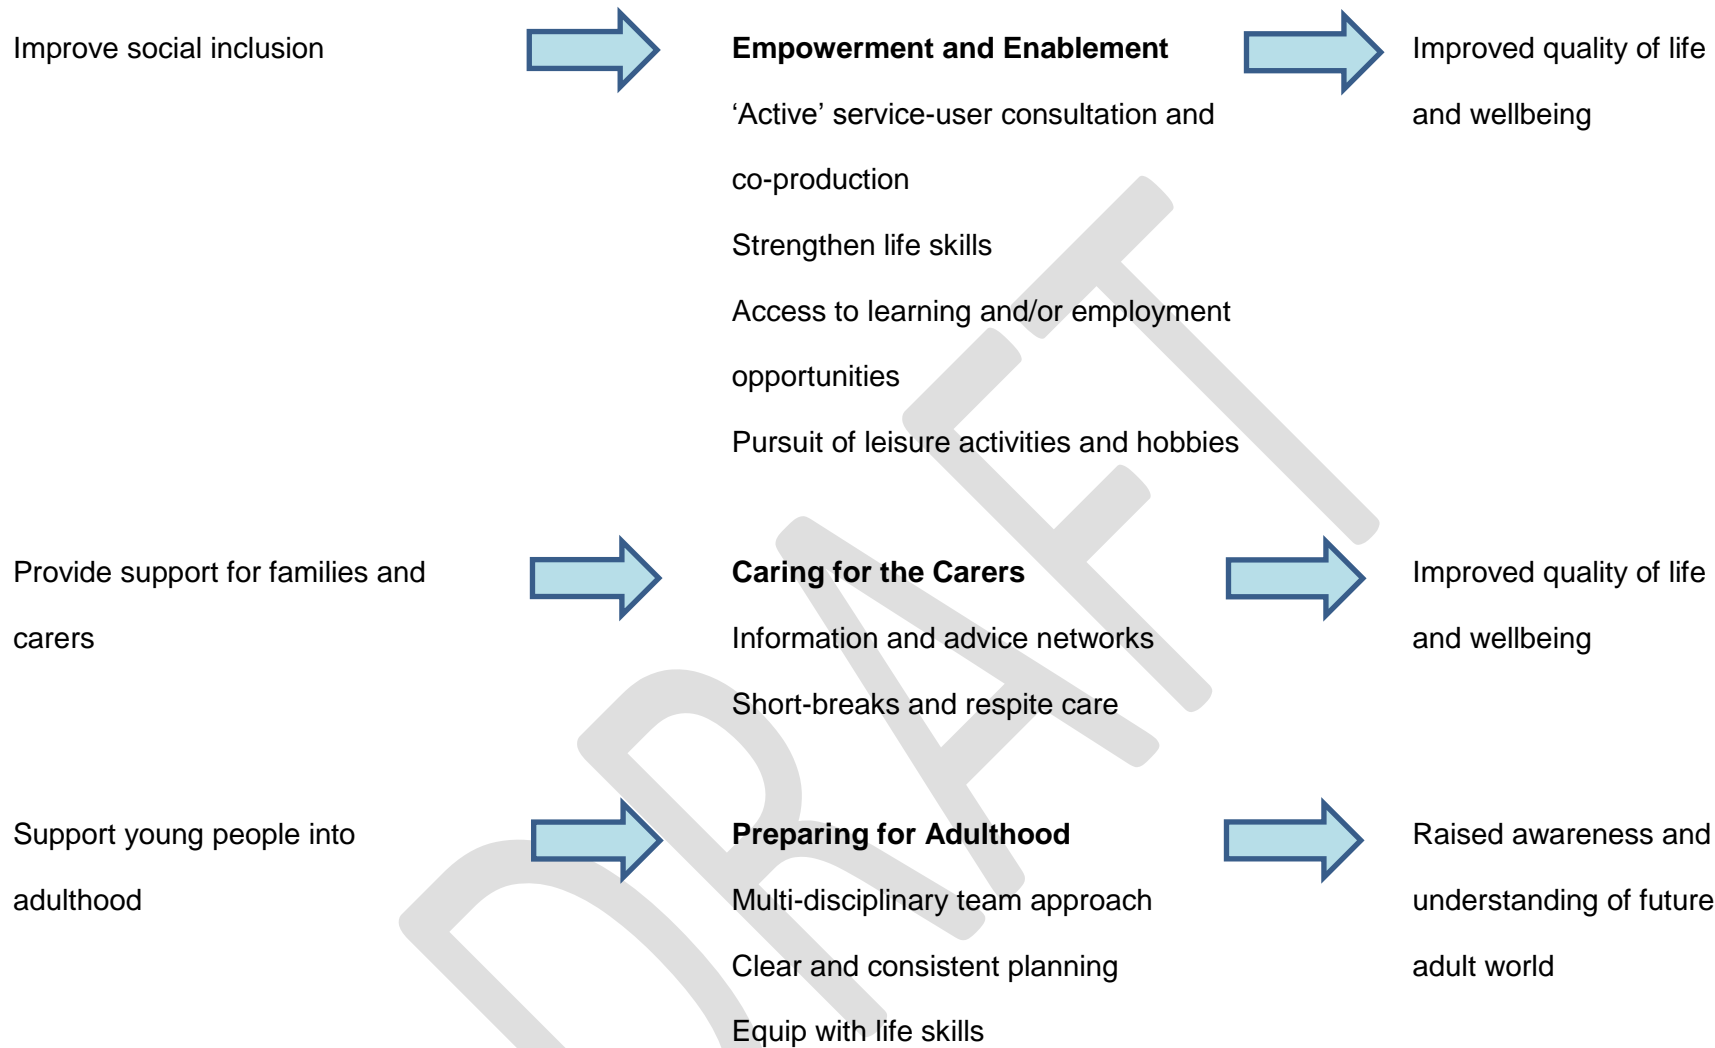 Improve social inclusion
Empowerment and Enablement
Improved quality of life
'Active' service-user consultation and
and wellbeing
co-production
Strengthen life skills
Access to learning and/or employment
opportunities
Pursuit of leisure activities and hobbies
Provide support for families and
carers
Caring for the Carers
Information and advice networks
Short-breaks and respite care
Improved quality of life
and wellbeing
Support young people into
adulthood
Preparing for Adulthood
Multi-disciplinary team approach
Clear and consistent planning
Equip with life skills
Raised awareness and
understanding of future
adult world
DRAFT